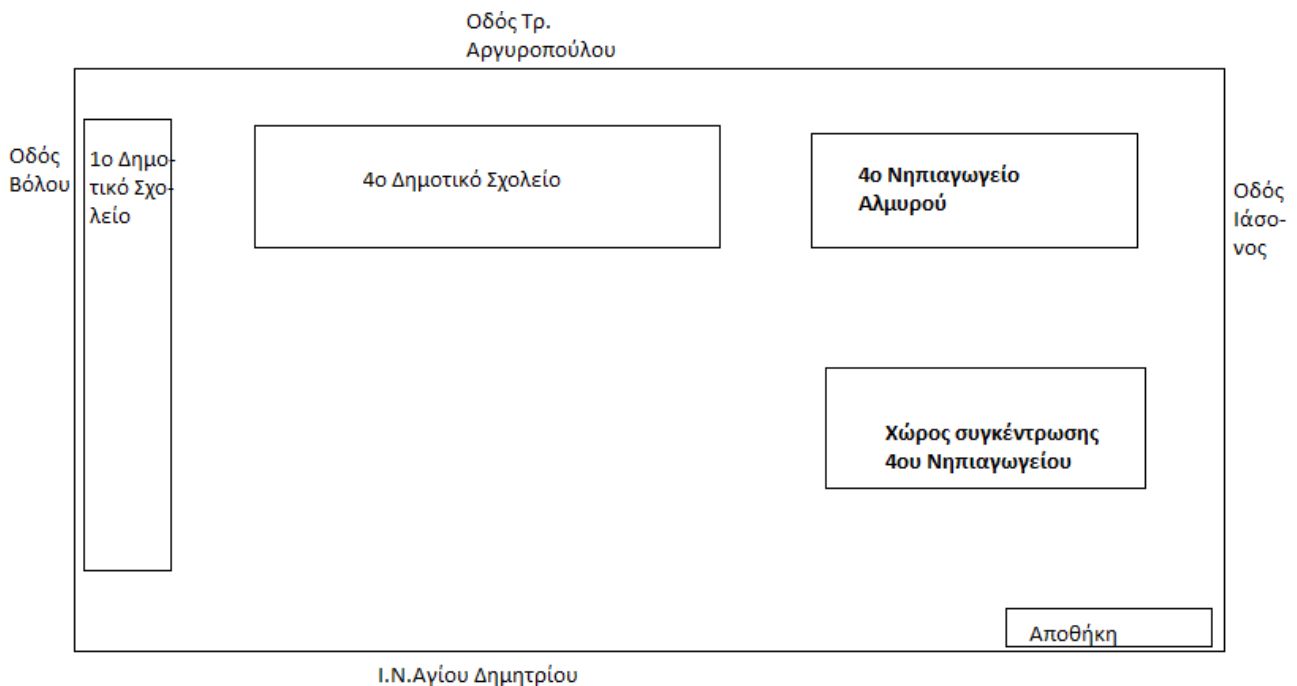 Οδός Τρ.
Αργυροπούλου
Οδός
Βόλου
1ο Δημο-
τικό Σχο-
λείο
4ο Δημοτικό Σχολείο
4ο Νηπιαγωγείο
Αλμυρού
Οδός
Ιάσο-
νος
Χώρος συγκέντρωσης
4ου Νηπιαγωγείου
Αποθήκη
Ι.Ν.Αγίου Δημητρίου